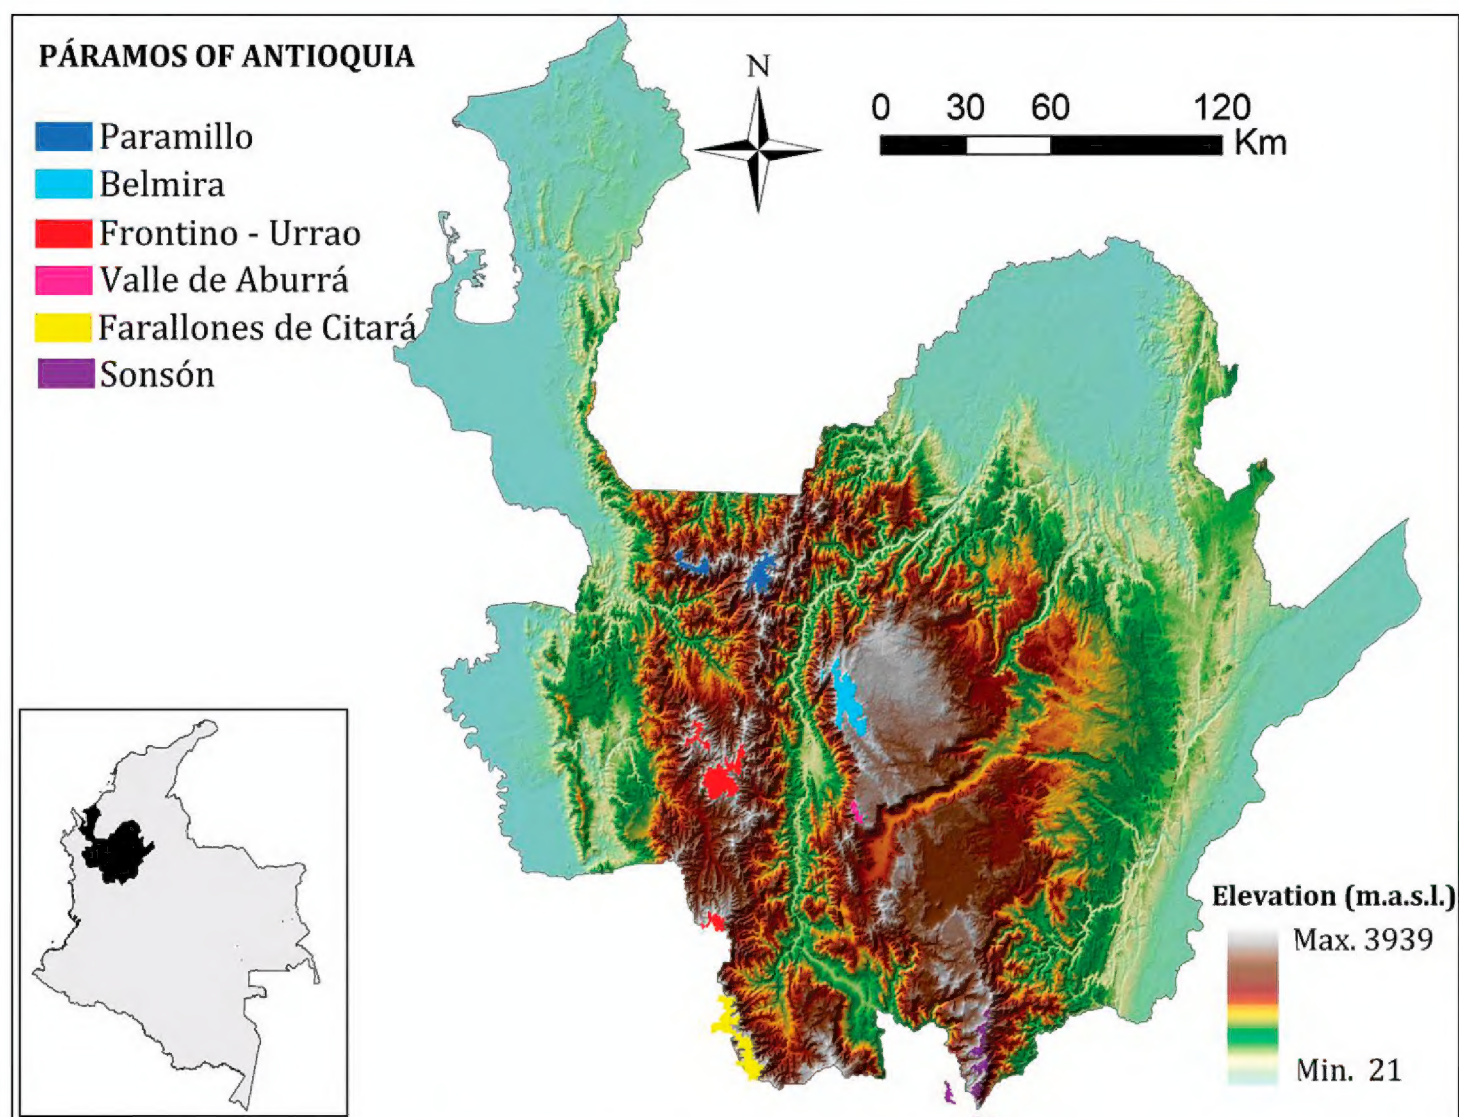 PÁRAMOS OF ANTIOQUIA
Paramillo
Belmira
Frontino - Urrao
Valle de Aburrá
Farallones de Citará
Sonsón
N
0 30 60 120
Km
Elevation (m.a.s.l.)
Max. 3939
Min. 21